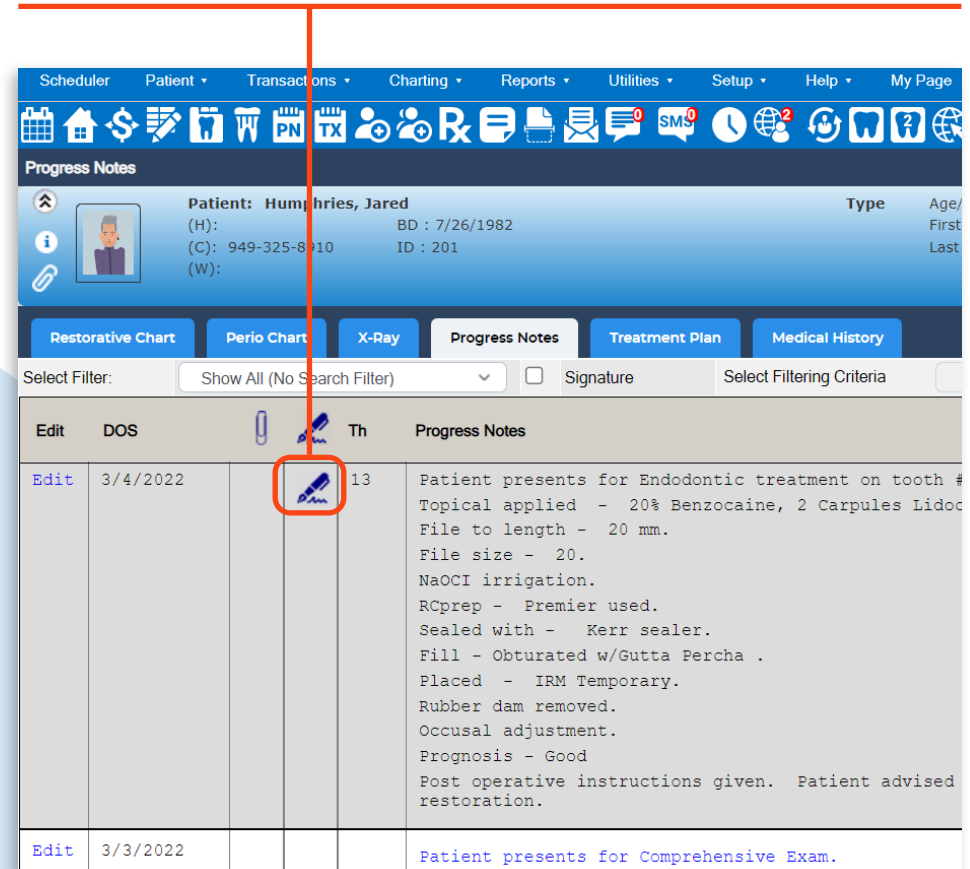 Scheduler Patient Transactions Charting Reports Utilities Setup Help My Page
PN TX 0 SMS 0 2 2
Progress Notes
Patient: Humphries, Jared Type Age/
(H): BD : 7/26/1982 First
i (C): 949-325-8910 ID : 201 Last
(W):
Restorative Chart Perio Chart X-Ray Progress Notes Treatment Plan Medical History
Select Filter: Show All (No Search Filter) Signature Select Filtering Criteria
Edit DOS Th Progress Notes
Edit 3/4/2022 13 Patient presents for Endodontic treatment on tooth #
Topical applied - 20% Benzocaine, 2 Carpules Lidoc
File to length - 20 mm.
File size - 20.
NaOCI irrigation.
RCprep - Premier used.
Sealed with - Kerr sealer.
Fill - Obturated w/Gutta Percha .
Placed - IRM Temporary.
Rubber dam removed.
Occusal adjustment.
Prognosis - Good
Post operative instructions given. Patient advised
restoration.
Edit 3/3/2022 Patient presents for Comprehensive Exam.